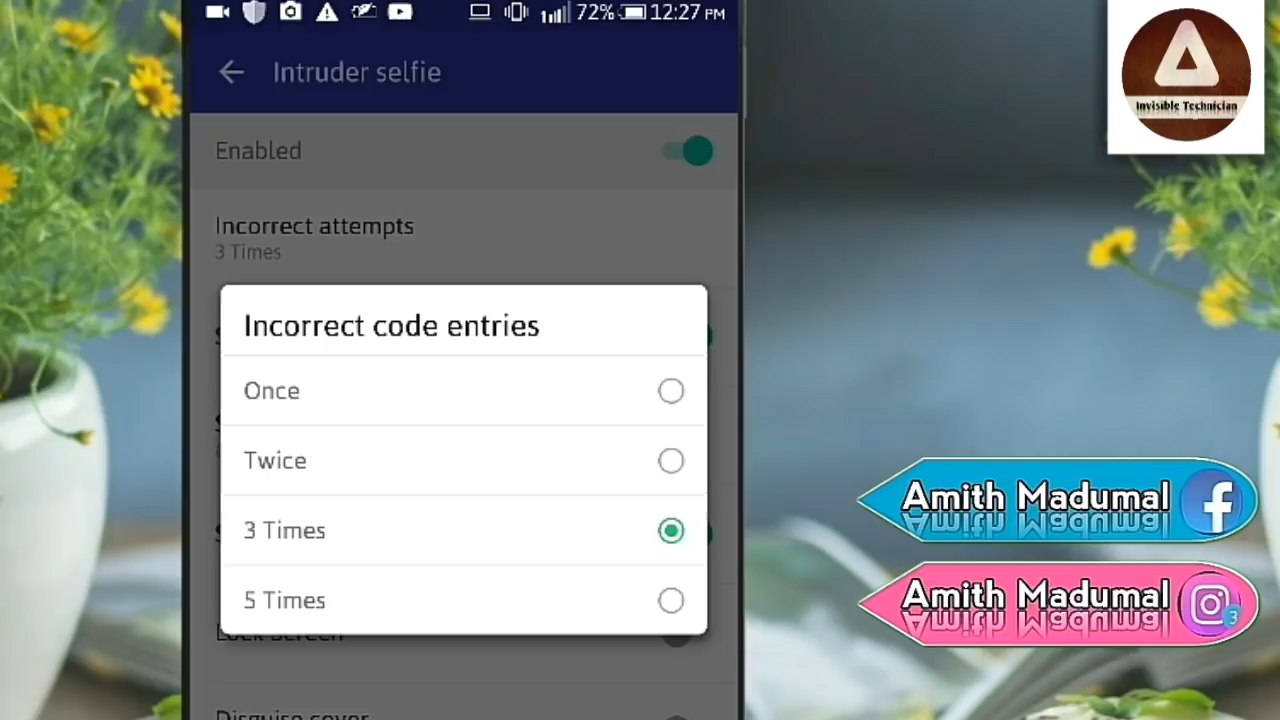 72% 12:27 PM
Intruder selfie
Enabled
Incorrect attempts
3 Times
Incorrect code entries
Once
Twice
3 Times
5 Times
Lock screen
Disguise cover
Invisible Technician
Amith Madumal
Amith Madumal
3